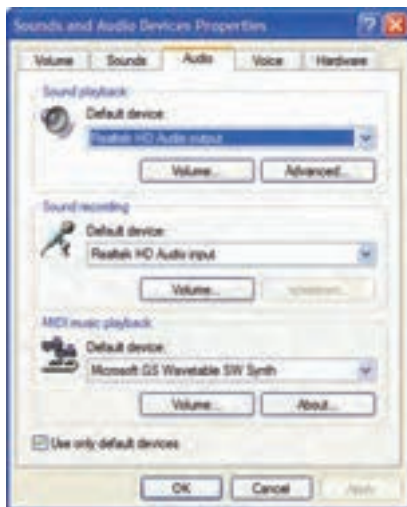 Sounds and Audio Devices Properties
Volume Sounds Audio Voice Hardware
Sound playback
Default device:
Realtek HD Audio output
Volume... Advanced...
Sound recording
Default device:
Realtek HD Audio input
Volume... Advanced...
MIDI music playback
Default device:
Microsoft GS Wavetable SW Synth
Volume... About...
Use only default devices
OK Cancel Apply